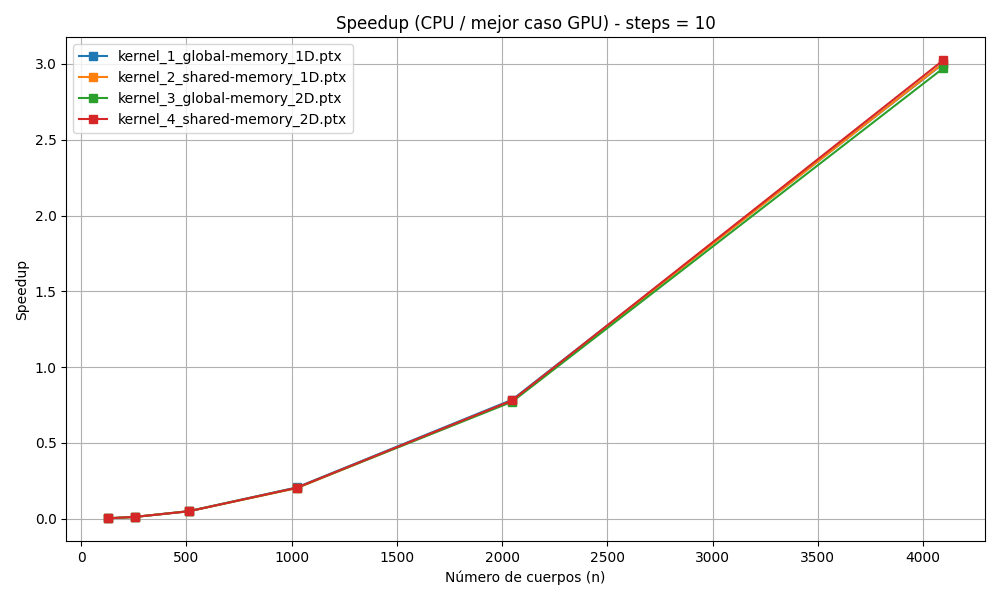 Speedup (CPU / mejor caso GPU) - steps = 10
kernel_1_global-memory_1D.ptx
kernel_2_shared-memory_1D.ptx
kernel_3_global-memory_2D.ptx
kernel_4_shared-memory_2D.ptx
Speedup
3.0
2.5
2.0
1.5
1.0
0.5
0.0
0 500 1000 1500 2000 2500 3000 3500 4000
Número de cuerpos (n)